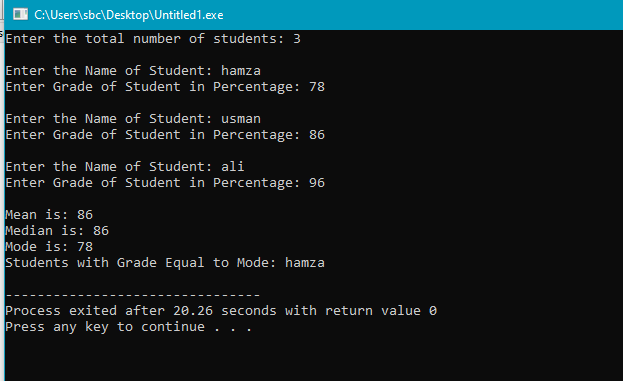 C:\Users\sbc\Desktop\Untitled1.exe
Enter the total number of students: 3
Enter the Name of Student: hamza
Enter Grade of Student in Percentage: 78
Enter the Name of Student: usman
Enter Grade of Student in Percentage: 86
Enter the Name of Student: ali
Enter Grade of Student in Percentage: 96
Mean is: 86
Median is: 86
Mode is: 78
Students with Grade Equal to Mode: hamza
--------------------------------
Process exited after 20.26 seconds with return value 0
Press any key to continue . . .